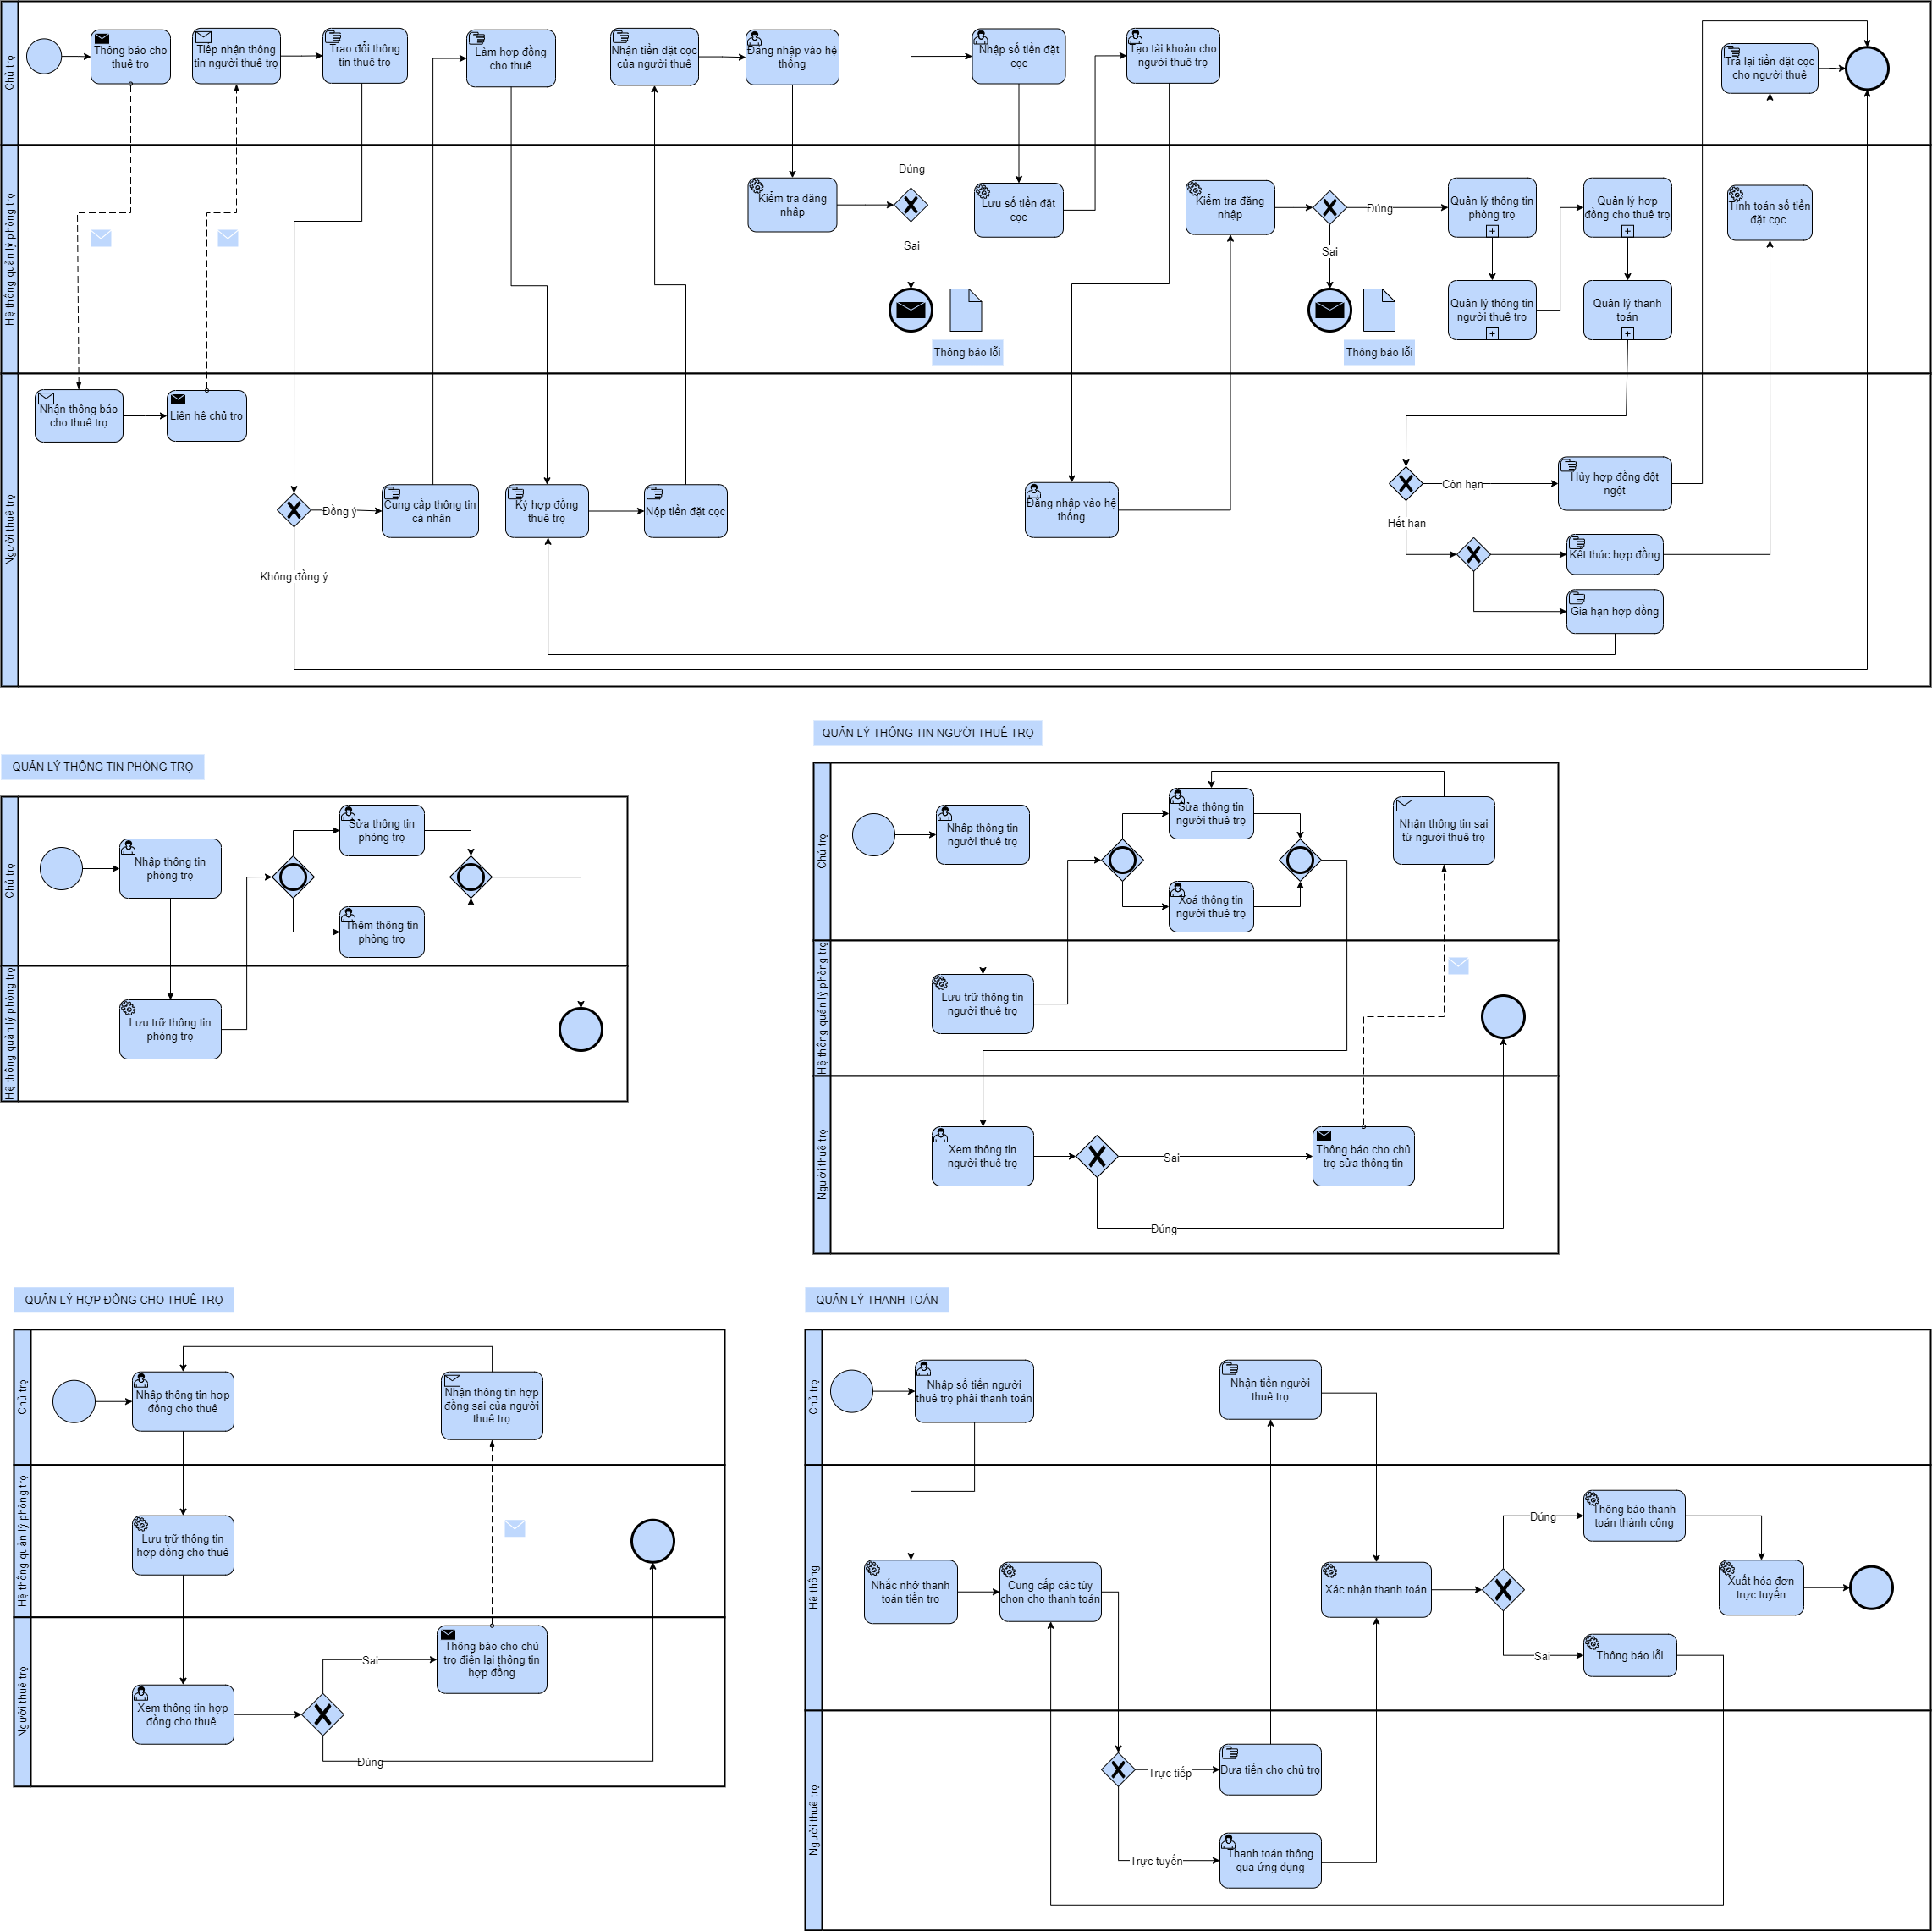 Chủ trọ
Thông báo cho
thuê trọ
Tiếp nhận thông
tin người thuê trọ
Trao đổi thông
tin thuê trọ
Làm hợp đồng
cho thuê
Nhận tiền đặt cọc
của người thuê
Đăng nhập vào hệ
thống
Nhập số tiền đặt
cọc
Tạo tài khoản cho
người thuê trọ
Trả lại tiền đặt cọc
cho người thuê
Hệ thống quản lý phòng trọ
Kiểm tra đăng
nhập
Đúng
Sai
Thông báo lỗi
Lưu số tiền đặt
cọc
Kiểm tra đăng
nhập
Đúng
Sai
Thông báo lỗi
Quản lý thông tin
phòng trọ
Quản lý hợp
đồng cho thuê trọ
Quản lý thông tin
người thuê trọ
Quản lý thanh
toán
Tính toán số tiền
đặt cọc
Người thuê trọ
Nhận thông báo
cho thuê trọ
Liên hệ chủ trọ
Đồng ý
Không đồng ý
Cung cấp thông tin
cá nhân
Ký hợp đồng
thuê trọ
Nộp tiền đặt cọc
Đăng nhập vào hệ
thống
Còn hạn
Hết hạn
Hủy hợp đồng đột
ngột
Kết thúc hợp đồng
Gia hạn hợp đồng
QUẢN LÝ THÔNG TIN PHÒNG TRỌ
Chủ trọ
Nhập thông tin
phòng trọ
Sửa thông tin
phòng trọ
Thêm thông tin
phòng trọ
Hệ thống quản lý phòng trọ
Lưu trữ thông tin
phòng trọ
QUẢN LÝ THÔNG TIN NGƯỜI THUÊ TRỌ
Chủ trọ
Nhập thông tin
người thuê trọ
Sửa thông tin
người thuê trọ
Xoá thông tin
người thuê trọ
Nhận thông tin sai
từ người thuê trọ
Hệ thống quản lý phòng trọ
Lưu trữ thông tin
người thuê trọ
Người thuê trọ
Xem thông tin
người thuê trọ
Sai
Đúng
Thông báo cho chủ
trọ sửa thông tin
QUẢN LÝ HỢP ĐỒNG CHO THUÊ TRỌ
Chủ trọ
Nhập thông tin hợp
đồng cho thuê
Nhận thông tin hợp
đồng sai của người
thuê trọ
Hệ thống quản lý phòng trọ
Lưu trữ thông tin
hợp đồng cho thuê
Người thuê trọ
Xem thông tin hợp
đồng cho thuê
Sai
Đúng
Thông báo cho chủ
trọ điền lại thông tin
hợp đồng
QUẢN LÝ THANH TOÁN
Chủ trọ
Nhập số tiền người
thuê trọ phải thanh toán
Nhận tiền người
thuê trọ
Hệ thống
Nhắc nhở thanh
toán tiền trọ
Cung cấp các tùy
chọn cho thanh toán
Xác nhận thanh toán
Đúng
Sai
Thông báo thanh
toán thành công
Xuất hóa đơn
trực tuyến
Thông báo lỗi
Người thuê trọ
Trực tiếp
Trực tuyến
Đưa tiền cho chủ trọ
Thanh toán thông
qua ứng dụng